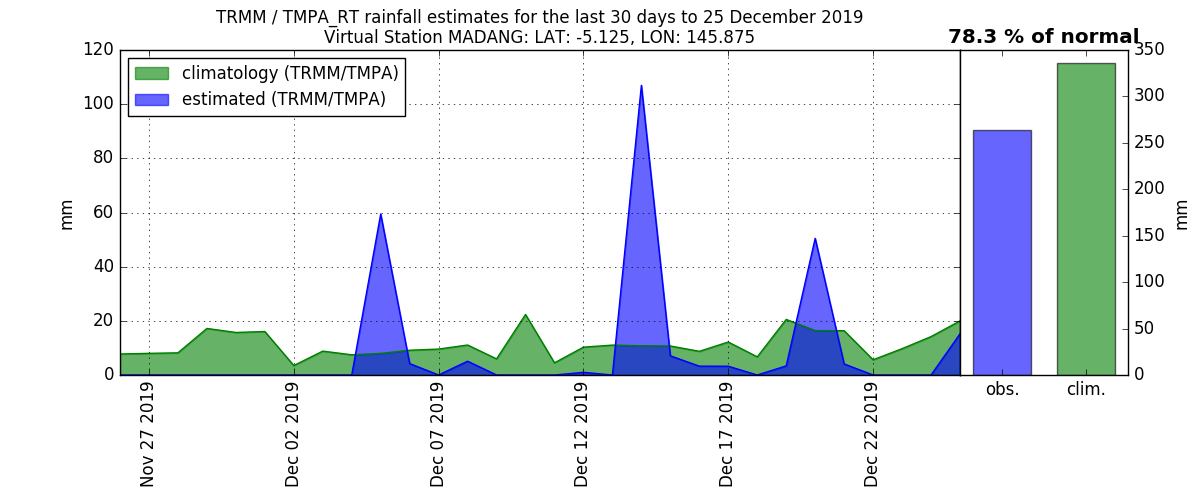 TRMM / TMPA_RT rainfall estimates for the last 30 days to 25 December 2019
Virtual Station MADANG: LAT: -5.125, LON: 145.875
78.3 % of normal
climatology (TRMM/TMPA)
estimated (TRMM/TMPA)
120
100
80
60
40
20
0
mm
Nov 27 2019
Dec 02 2019
Dec 07 2019
Dec 12 2019
Dec 17 2019
Dec 22 2019
350
300
250
200
150
100
50
0
mm
obs.
clim.